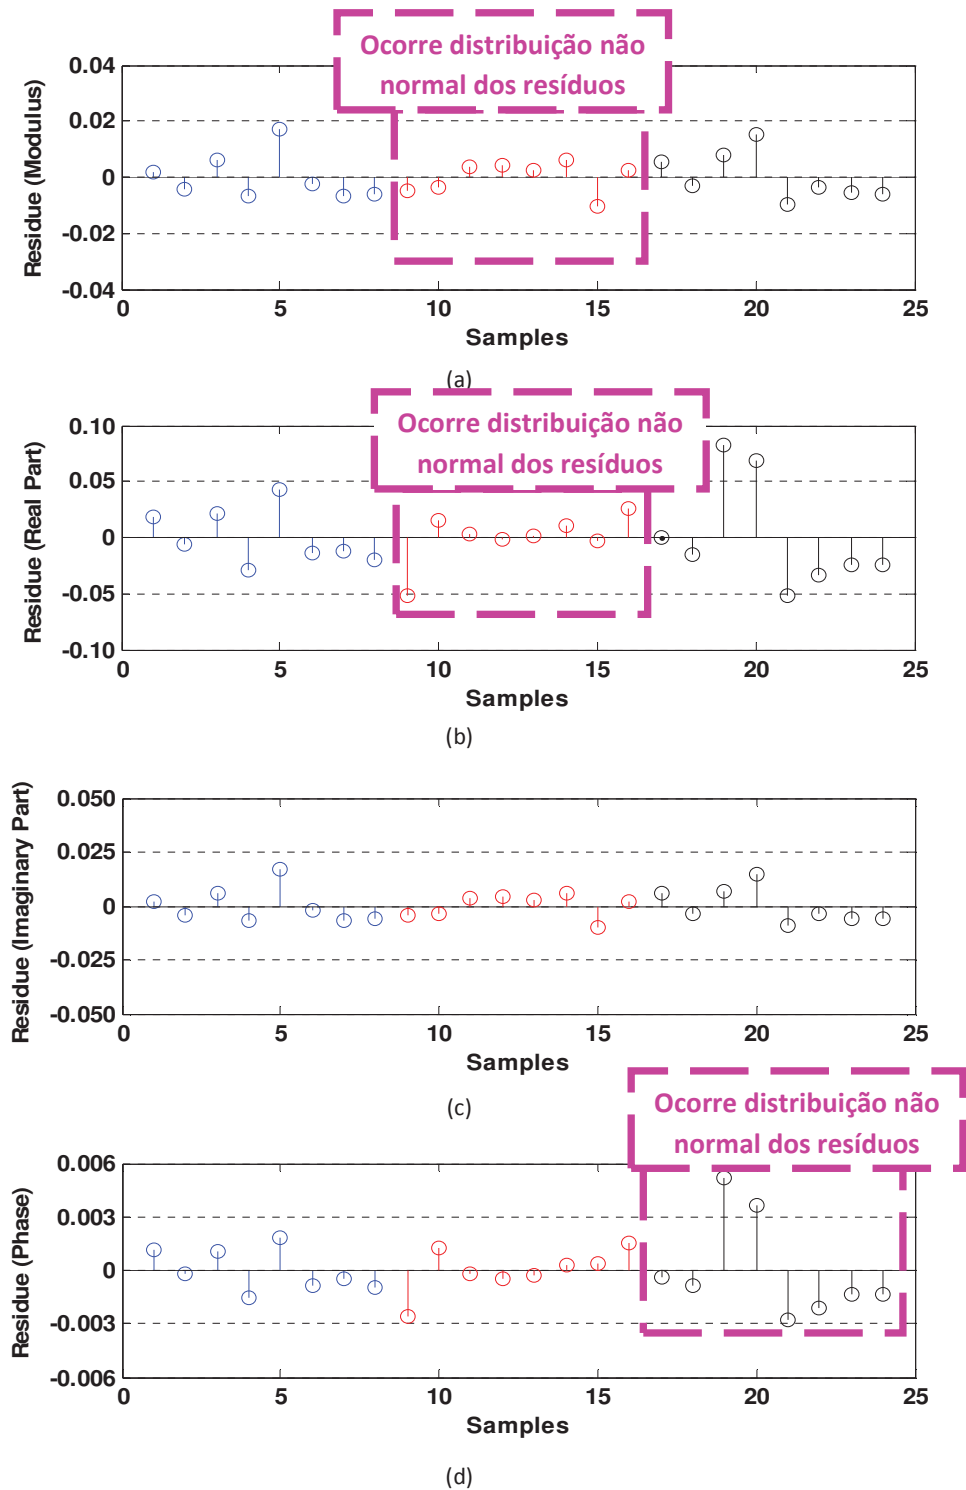 Ocorre distribuição não
normal dos resíduos
0.04
0.02
0
-0.02
-0.04
Residue (Modulus)
0 5 10 15 20 25
Samples
(a)
Ocorre distribuição não
normal dos resíduos
0.10
0.05
0
-0.05
-0.10
Residue (Real Part)
0 5 10 15 20 25
Samples
(b)
0.050
0.025
0
-0.025
-0.050
Residue (Imaginary Part)
0 5 10 15 20 25
Samples
(c)
Ocorre distribuição não
normal dos resíduos
0.006
0.003
0
-0.003
-0.006
Residue (Phase)
0 5 10 15 20 25
Samples
(d)